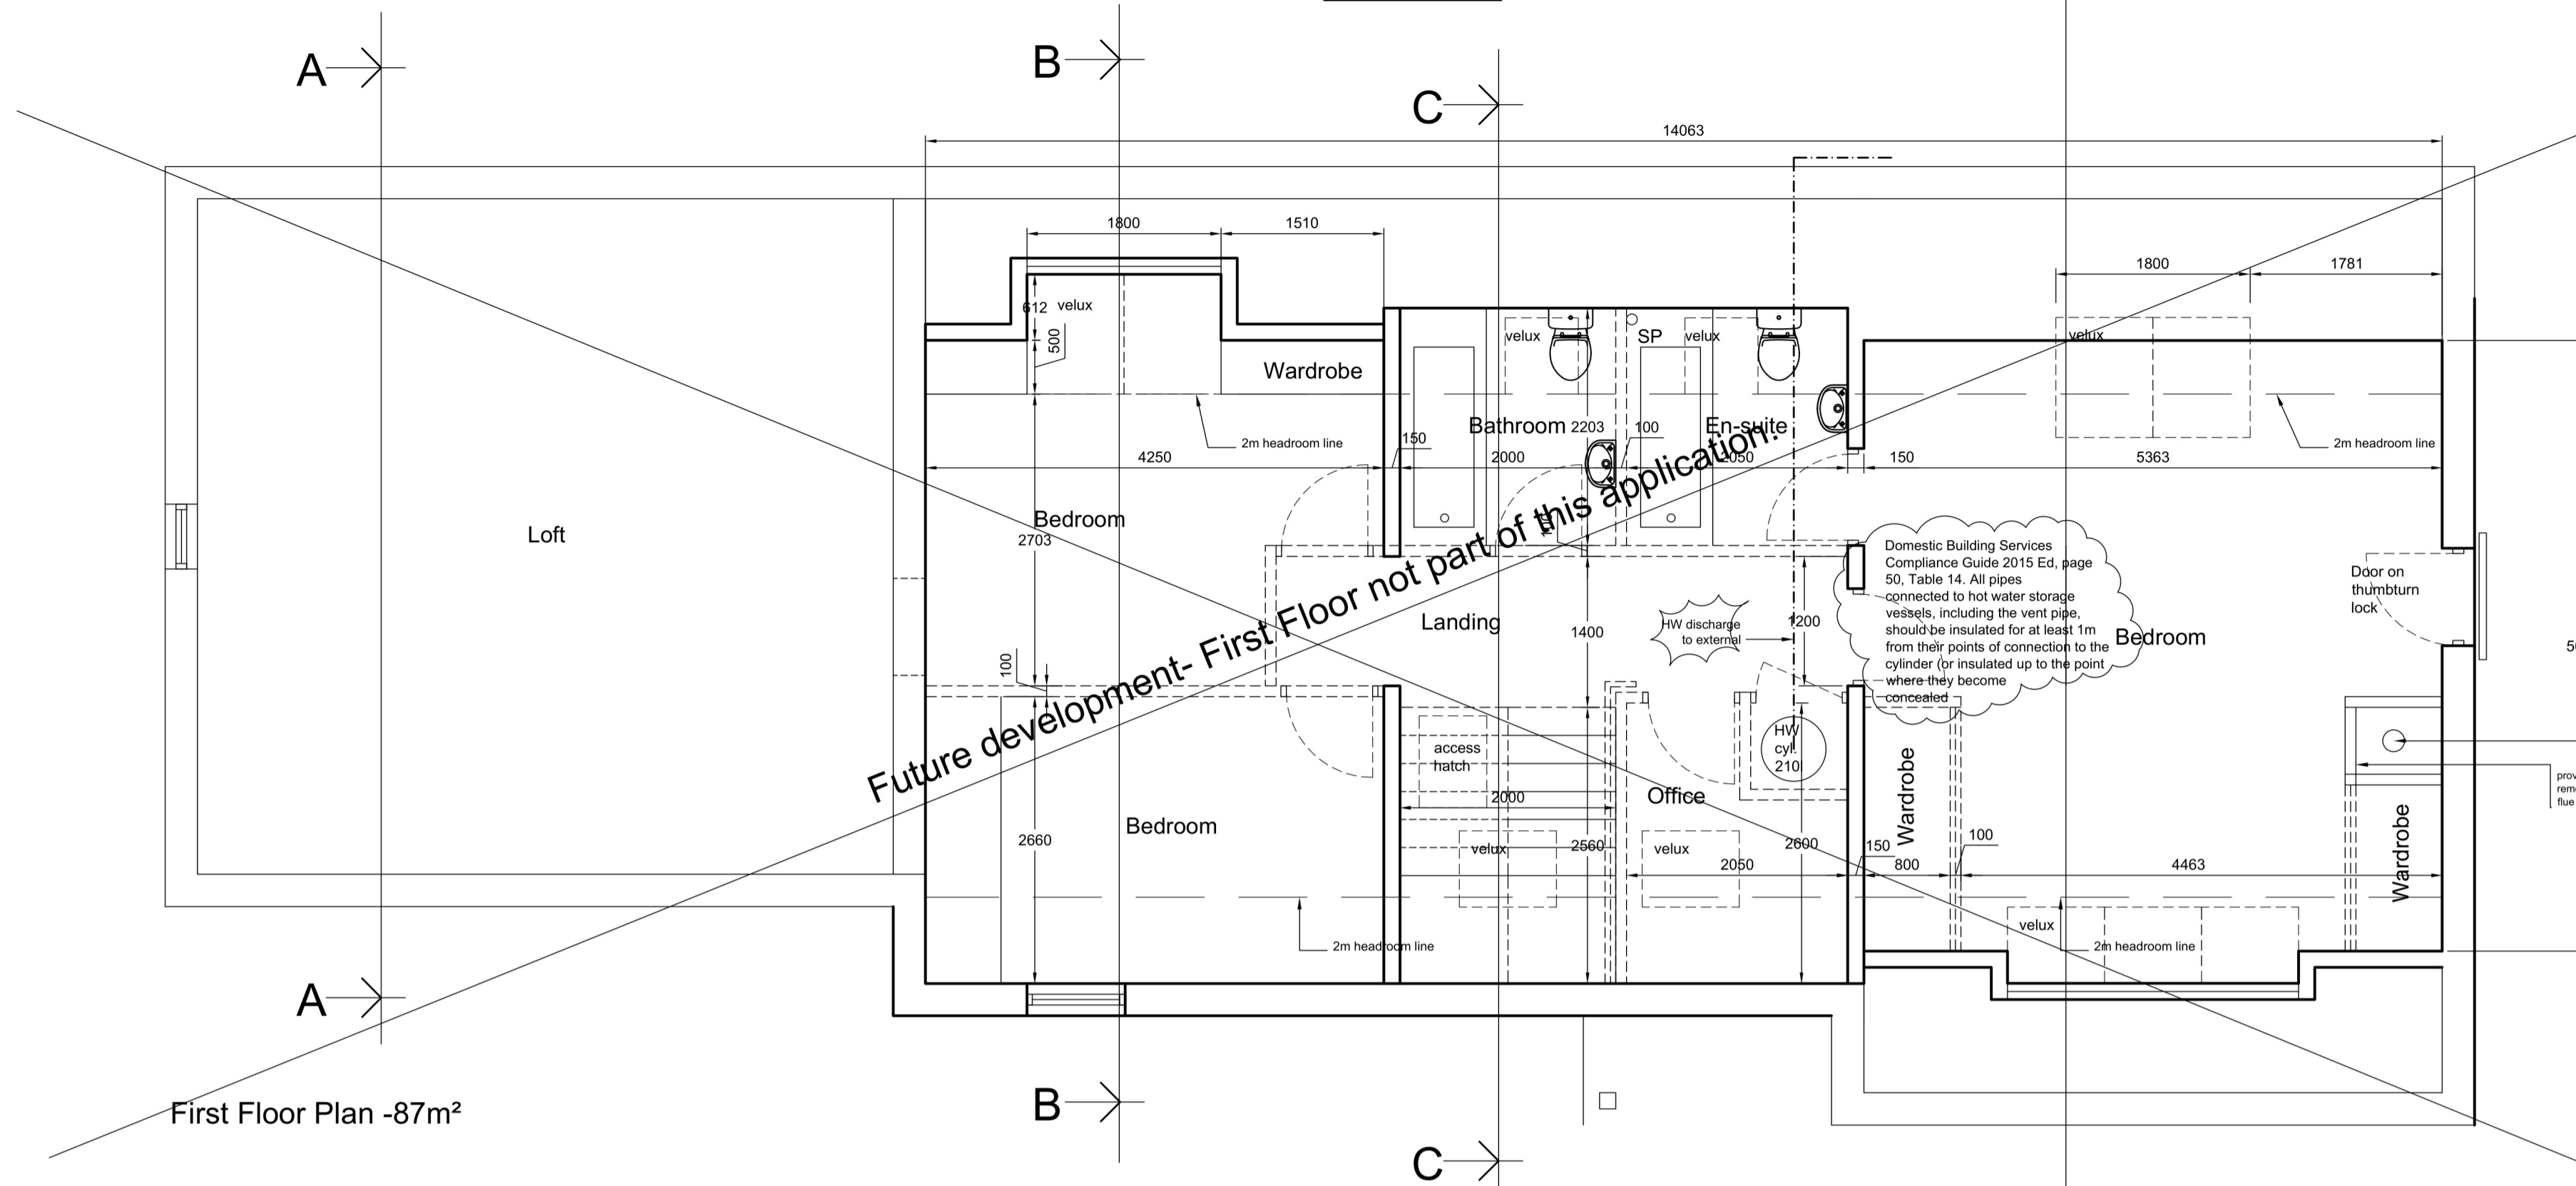 A
B
C
14063
1800
1510
1800
1781
612
velux
500
Wardrobe
velux
SP
velux
velux
2m headroom line
150
Bathroom
2203
100
En-suite
2m headroom line
4250
2000
2050
150
5363
Loft
Bedroom
2703
Domestic Building Services
Compliance Guide 2015 Ed, page
50, Table 14. All pipes
connected to hot water storage
vessels, including the vent pipe,
should be insulated for at least 1m
from their points of connection to the
cylinder (or insulated up to the point
where they become
concealed
Door on
thumbturn
lock
Landing
1400
HW discharge
to external
1200
Bedroom
100
Future development- First Floor not part of this application.
access
hatch
HW
cyl.
210l
Wardrobe
2000
Office
Bedroom
2660
velux
2560
velux
2600
2050
150
800
100
4463
Wardrobe
velux
2m headroom line
2m headroom line
A
B
C
First Floor Plan -87m²